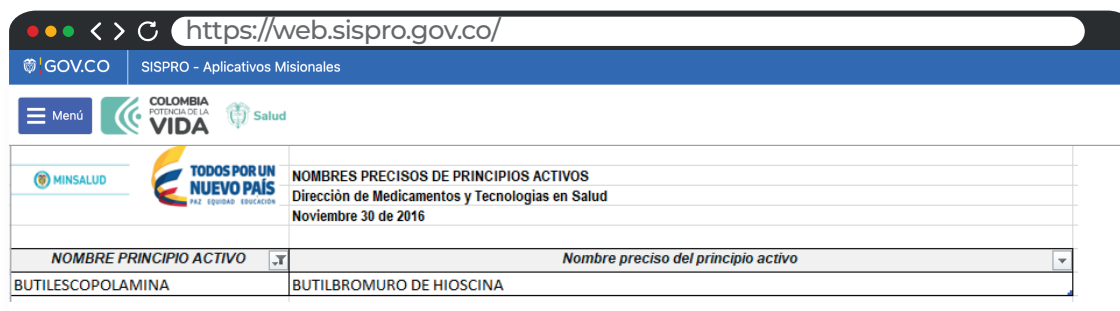 https://web.sispro.gov.co/
GOV.CO SISPRO - Aplicativos Misionales
Menú
COLOMBIA
POTENCIA DE LA
VIDA
Salud
MINSALUD
TODOS POR UN
NUEVO PAÍS
PAZ EQUIDAD EDUCACIÓN
NOMBRES PRECISOS DE PRINCIPIOS ACTIVOS
Dirección de Medicamentos y Tecnologias en Salud
Noviembre 30 de 2016
NOMBRE PRINCIPIO ACTIVO Nombre preciso del principio activo
BUTILESCOPOLAMINA BUTILBROMURO DE HIOSCINA